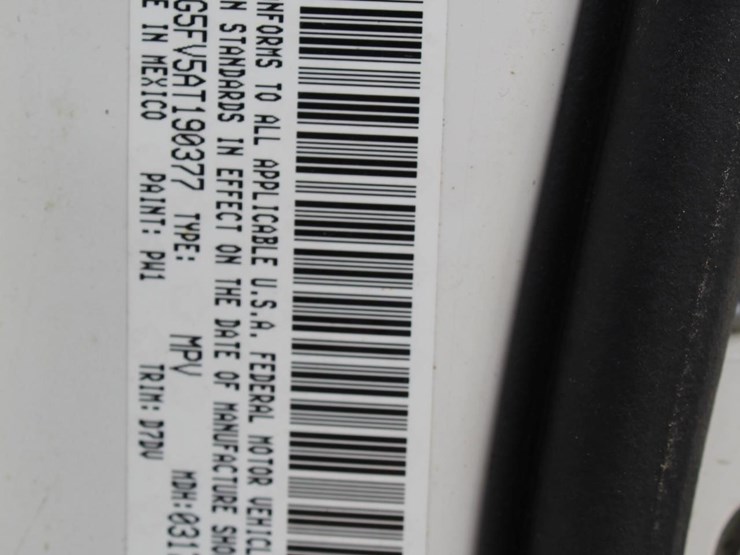 NFORMS TO ALL APPLICABLE U.S.A. FEDERAL MOTOR VEHICL
N STANDARDS IN EFFECT ON THE DATE OF MANUFACTURE SHO
G5FV5AT190377 TYPE: MPV MDH: 031
E IN MEXICO PAINT: PW1 TRIM: D7DV